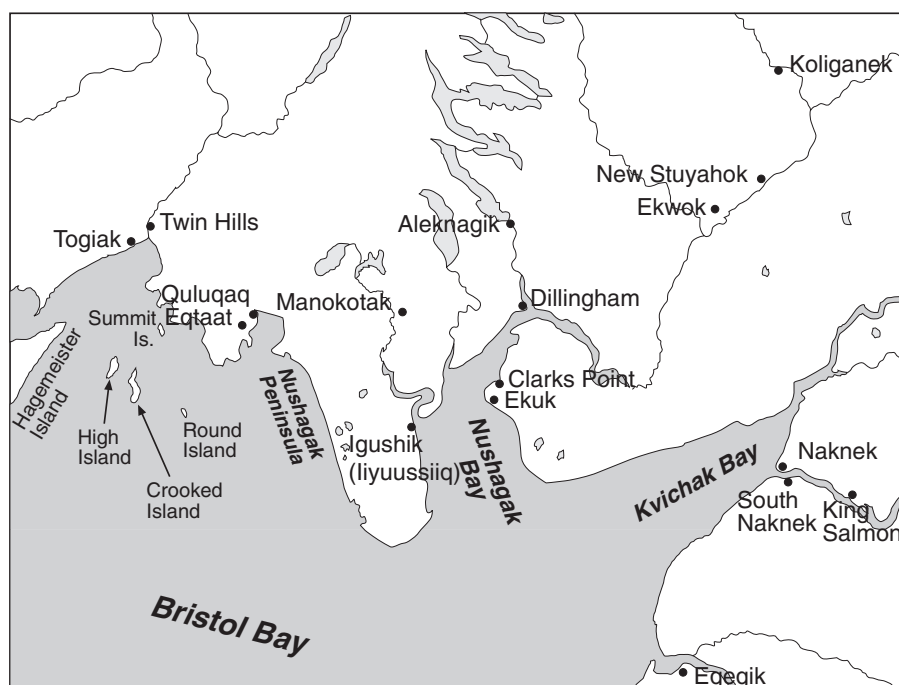 Koliganek
New Stuyahok
Ekwok
Twin Hills
Togiak
Aleknagik
Quluqaq
Eqtaat
Manokotak
Dillingham
Summit
Is.
Hagemeister
Island
High
Island
Crooked
Island
Round
Island
Nushagak
Peninsula
Clarks Point
Ekuk
Igushik
(Iiyuussiiq)
Nushagak
Bay
Kvichak Bay
Naknek
South
Naknek
King
Salmon
Bristol Bay
Egegik